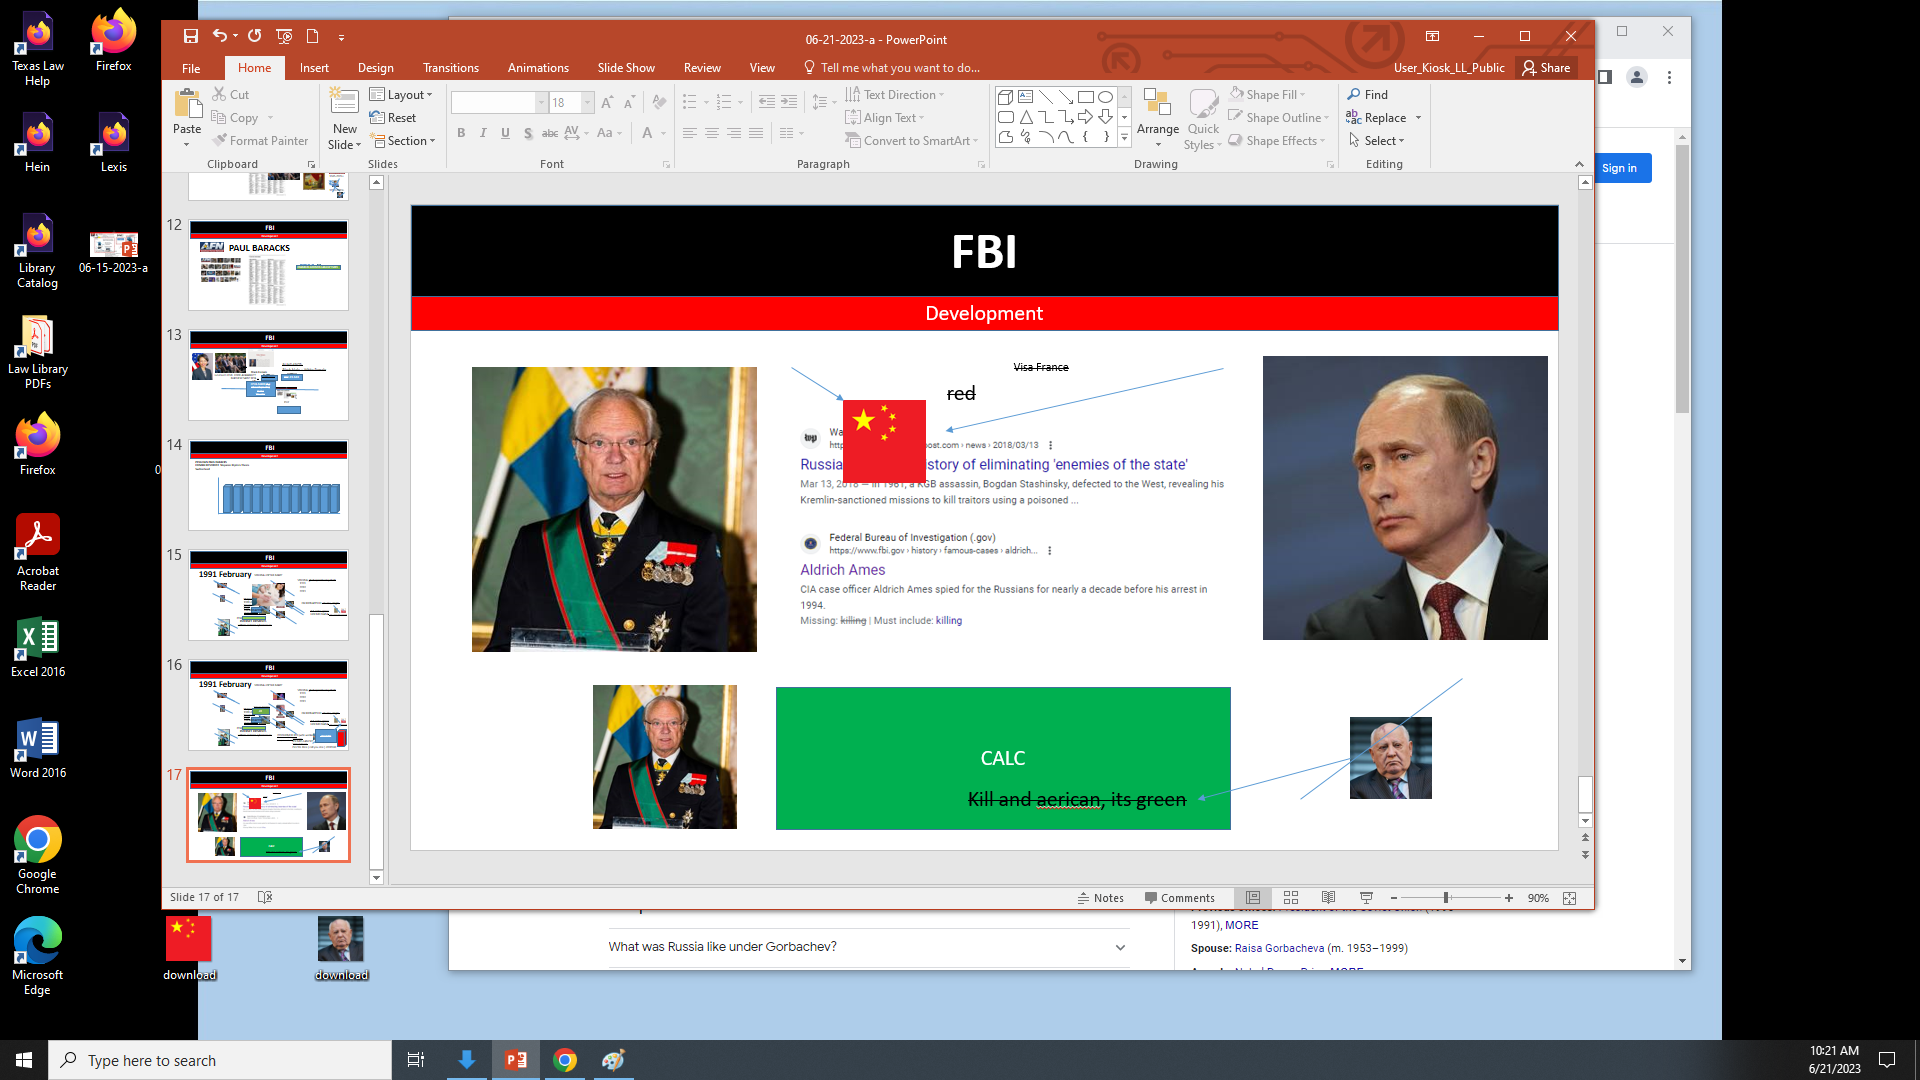 Texas Law
Help
Firefox
Hein
Lexis
Library
Catalog
06-15-2023-a
Law Library
PDFs
Firefox
Acrobat
Reader
Excel 2016
Word 2016
Google
Chrome
Microsoft
Edge
download
download
06-21-2023-a - PowerPoint
File
Home
Insert
Design
Transitions
Animations
Slide Show
Review
View
Tell me what you want to do...
User_Kiosk_LL_Public
Share
Paste
Cut
Copy
Format Painter
Clipboard
New
Slide
Layout
Reset
Section
Slides
18
B I U S abc AV Aa A
Font
Text Direction
Align Text
Convert to SmartArt
Paragraph
Arrange
Quick
Styles
Shape Fill
Shape Outline
Shape Effects
Drawing
Find
Replace
Select
Editing
Sign in
12
FBI
AFN PAUL BARACKS
13
FBI
14
FBI
15
FBI
1991 February
16
FBI
1991 February
17
FBI
FBI
Development
Visa France
red
Wa
http
ost.com › news › 2018/03/13
Russia
istory of eliminating 'enemies of the state'
Mar 13, 2018 — In 1961, a KGB assassin, Bogdan Stashinsky, defected to the West, revealing his
Kremlin-sanctioned missions to kill traitors using a poisoned ...
Federal Bureau of Investigation (.gov)
https://www.fbi.gov › history › famous-cases › aldrich...
Aldrich Ames
CIA case officer Aldrich Ames spied for the Russians for nearly a decade before his arrest in
1994.
Missing: killing | Must include: killing
CALC
Kill and aerican, its green
Slide 17 of 17
Notes
Comments
90%
1991), MORE
Spouse: Raisa Gorbacheva (m. 1953–1999)
What was Russia like under Gorbachev?
Type here to search
10:21 AM
6/21/2023